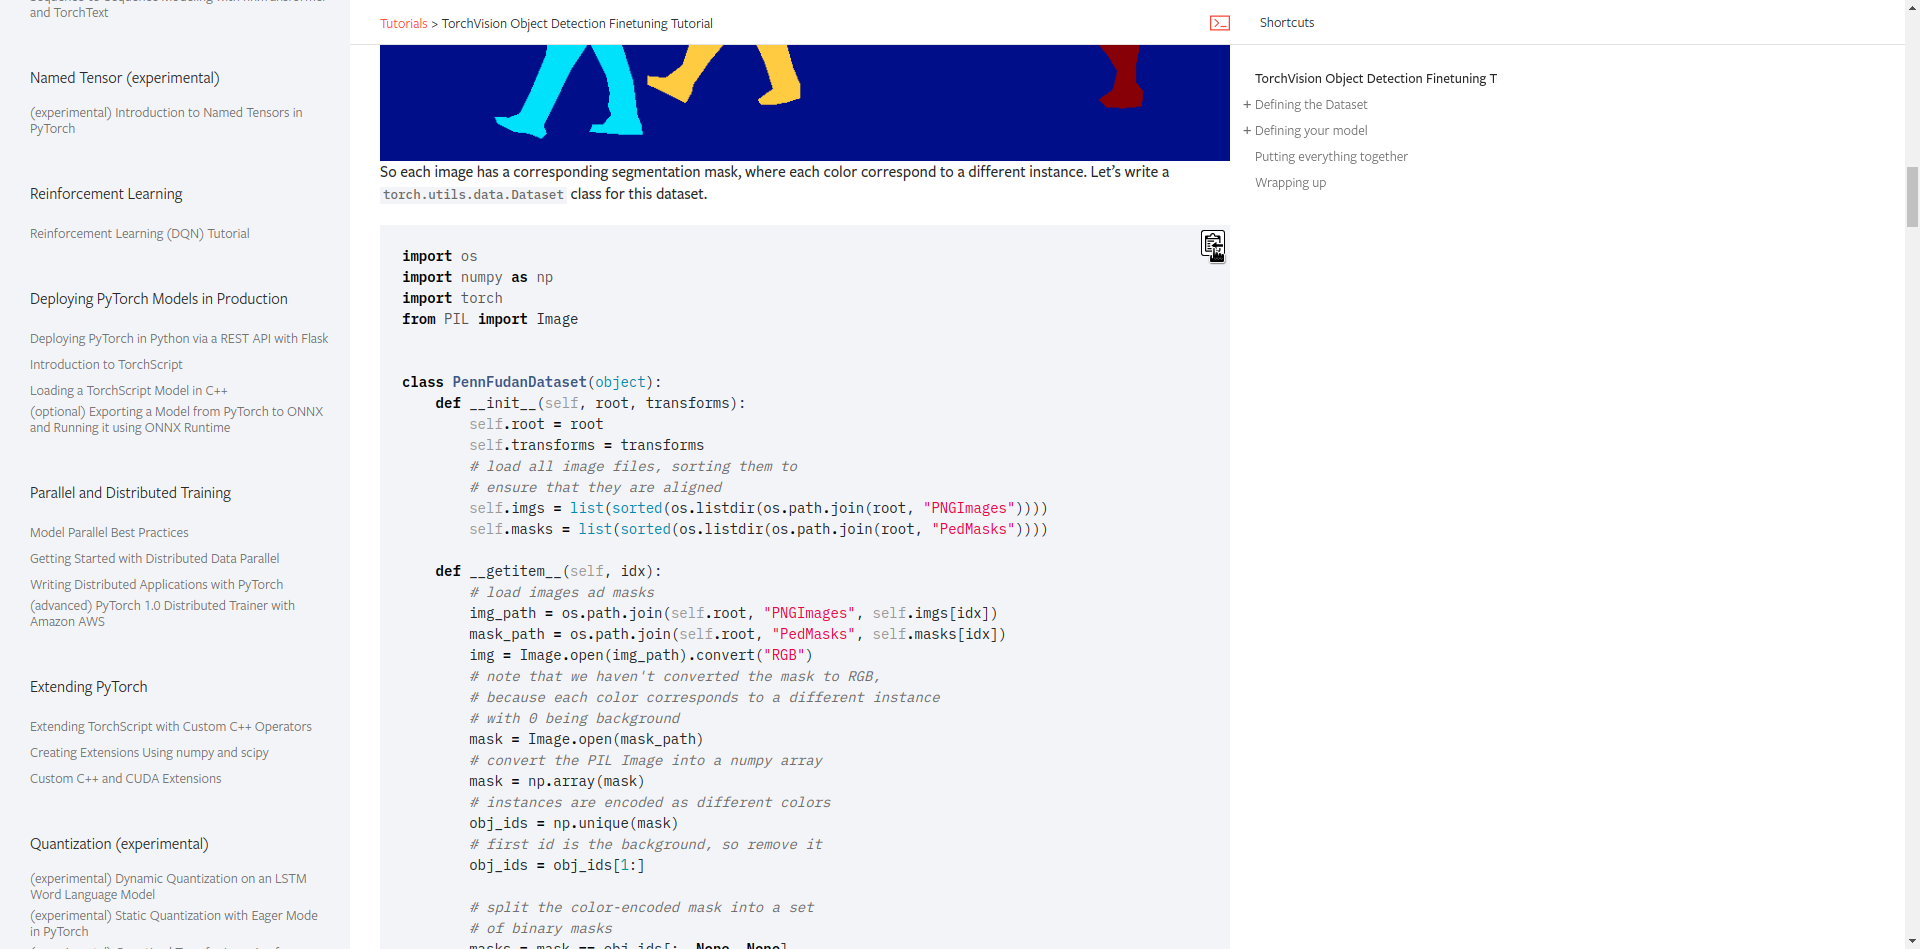 and TorchText
Named Tensor (experimental)
(experimental) Introduction to Named Tensors in
PyTorch
Reinforcement Learning
Reinforcement Learning (DQN) Tutorial
Deploying PyTorch Models in Production
Deploying PyTorch in Python via a REST API with Flask
Introduction to TorchScript
Loading a TorchScript Model in C++
(optional) Exporting a Model from PyTorch to ONNX
and Running it using ONNX Runtime
Parallel and Distributed Training
Model Parallel Best Practices
Getting Started with Distributed Data Parallel
Writing Distributed Applications with PyTorch
(advanced) PyTorch 1.0 Distributed Trainer with
Amazon AWS
Extending PyTorch
Extending TorchScript with Custom C++ Operators
Creating Extensions Using numpy and scipy
Custom C++ and CUDA Extensions
Quantization (experimental)
(experimental) Dynamic Quantization on an LSTM
Word Language Model
(experimental) Static Quantization with Eager Mode
in PyTorch
Tutorials > TorchVision Object Detection Finetuning Tutorial
So each image has a corresponding segmentation mask, where each color correspond to a different instance. Let's write a
torch.utils.data.Dataset class for this dataset.
import os
import numpy as np
import torch
from PIL import Image
class PennFudanDataset(object):
def __init__(self, root, transforms):
self.root = root
self.transforms = transforms
# load all image files, sorting them to
# ensure that they are aligned
self.imgs = list(sorted(os.listdir(os.path.join(root, "PNGImages"))))
self.masks = list(sorted(os.listdir(os.path.join(root, "PedMasks"))))
def __getitem__(self, idx):
# load images ad masks
img_path = os.path.join(self.root, "PNGImages", self.imgs[idx])
mask_path = os.path.join(self.root, "PedMasks", self.masks[idx])
img = Image.open(img_path).convert("RGB")
# note that we haven't converted the mask to RGB,
# because each color corresponds to a different instance
# with 0 being background
mask = Image.open(mask_path)
# convert the PIL Image into a numpy array
mask = np.array(mask)
# instances are encoded as different colors
obj_ids = np.unique(mask)
# first id is the background, so remove it
obj_ids = obj_ids[1:]
# split the color-encoded mask into a set
# of binary masks
masks = mask == obj_ids[:, None, None]
Shortcuts
TorchVision Object Detection Finetuning T
+ Defining the Dataset
+ Defining your model
Putting everything together
Wrapping up